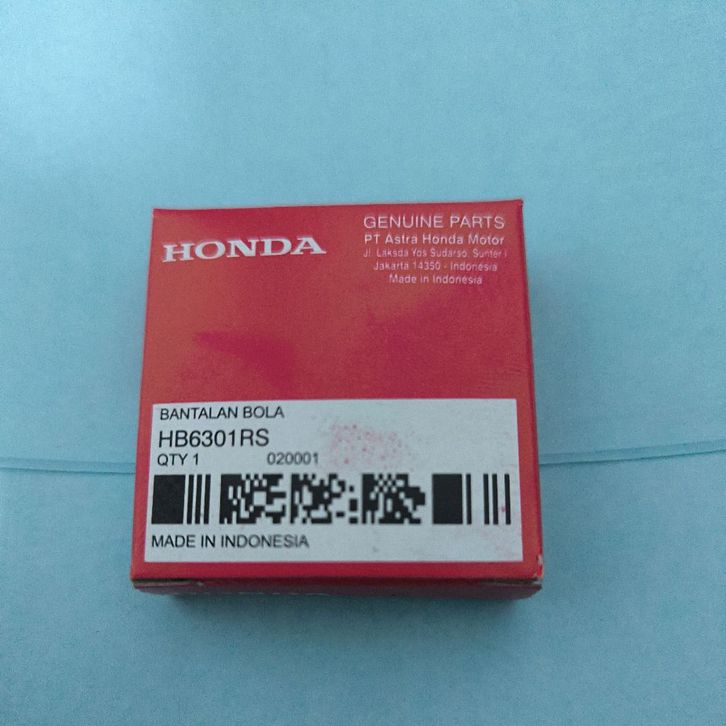 HONDA
GENUINE PARTS
PT Astra Honda Motor
Jl. Laksda Yos Sudarso, Sunter I
Jakarta 14350 - Indonesia
Made in Indonesia
BANTALAN BOLA
HB6301RS
QTY 1 020001
MADE IN INDONESIA